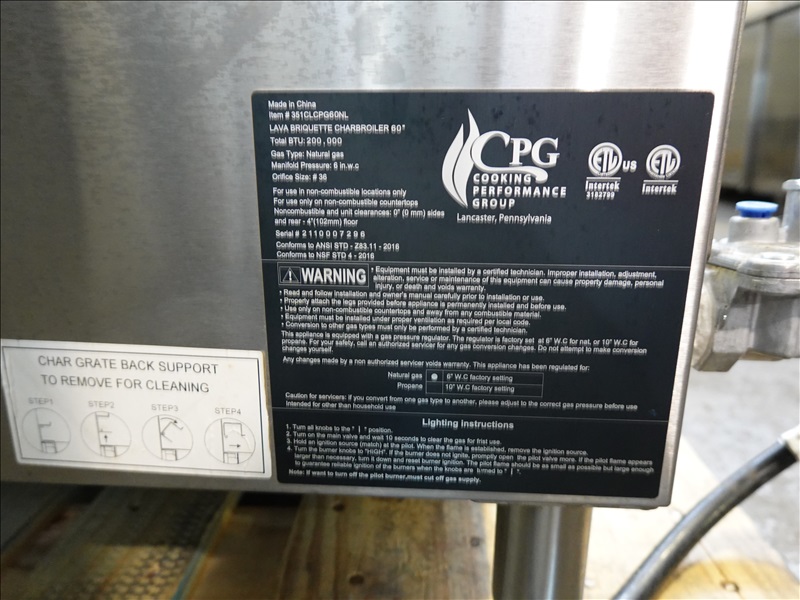 Made in China
Item # 351CLCPG60NL
LAVA BRIQUETTE CHARBROILER 60"
Total BTU: 200,000
Gas Type: Natural gas
Manifold Pressure: 6 in.w.c
Orifice Size: # 36
For use in non-combustible locations only
For use only on non-combustible countertops
Noncombustible and unit clearances: 0" (0 mm) sides
and rear - 4"(102mm) floor
Serial # 2110007296
Conforms to ANSI STD - Z83.11 - 2016
Conforms to NSF STD 4 - 2016
CPG
COOKING
PERFORMANCE
GROUP
Lancaster, Pennsylvania
ETL US
Intertek
3182799
ETL
Intertek
WARNING
• Equipment must be installed by a certified technician. Improper installation, adjustment,
alteration, service or maintenance of this equipment can cause property damage, personal
injury, or death and voids warranty.
• Read and follow installation and owner's manual carefully prior to installation or use.
• Properly attach the legs provided before appliance is permanently installed and before use.
• Use only on non-combustible countertops and away from any combustible material.
• Equipment must be installed under proper ventilation as required per local code.
• Conversion to other gas types must only be performed by a certified technician.
This appliance is equipped with a gas pressure regulator. The regulator is factory set at 6" W.C for nat, or 10" W.C for
propane. For your safety, call an authorized servicer for any gas conversion changes. Do not attempt to make conversion
changes yourself.
Any changes made by a non authorized servicer voids warranty. This appliance has been regulated for:
Natural gas 6" W.C factory setting
Propane 10" W.C factory setting
Caution for servicers: if you convert from one gas type to another, please adjust to the correct gas pressure before use
Intended for other than household use
Lighting Instructions
1. Turn all knobs to the " | " position.
2. Turn on the main valve and wait 10 seconds to clear the gas for frist use.
3. Hold an ignition source (match) at the pilot. When the flame is established, remove the ignition source.
4. Turn the burner knobs to "HIGH". If the burner does not ignite, promptly open the pilot valve more. If the pilot flame appears
larger than necessary, turn it down and reset burner ignition. The pilot flame should be as small as possible but large enough
to guarantee reliable ignition of the burners when the knobs are turned to " | ".
Note: If want to turn off the pilot burner,must cut off gas supply.
CHAR GRATE BACK SUPPORT
TO REMOVE FOR CLEANING
STEP1 STEP2 STEP3 STEP4